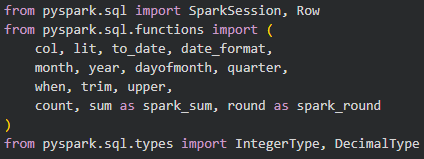 from pyspark.sql import SparkSession, Row
from pyspark.sql.functions import (
    col, lit, to_date, date_format,
    month, year, dayofmonth, quarter,
    when, trim, upper,
    count, sum as spark_sum, round as spark_round
)
from pyspark.sql.types import IntegerType, DecimalType